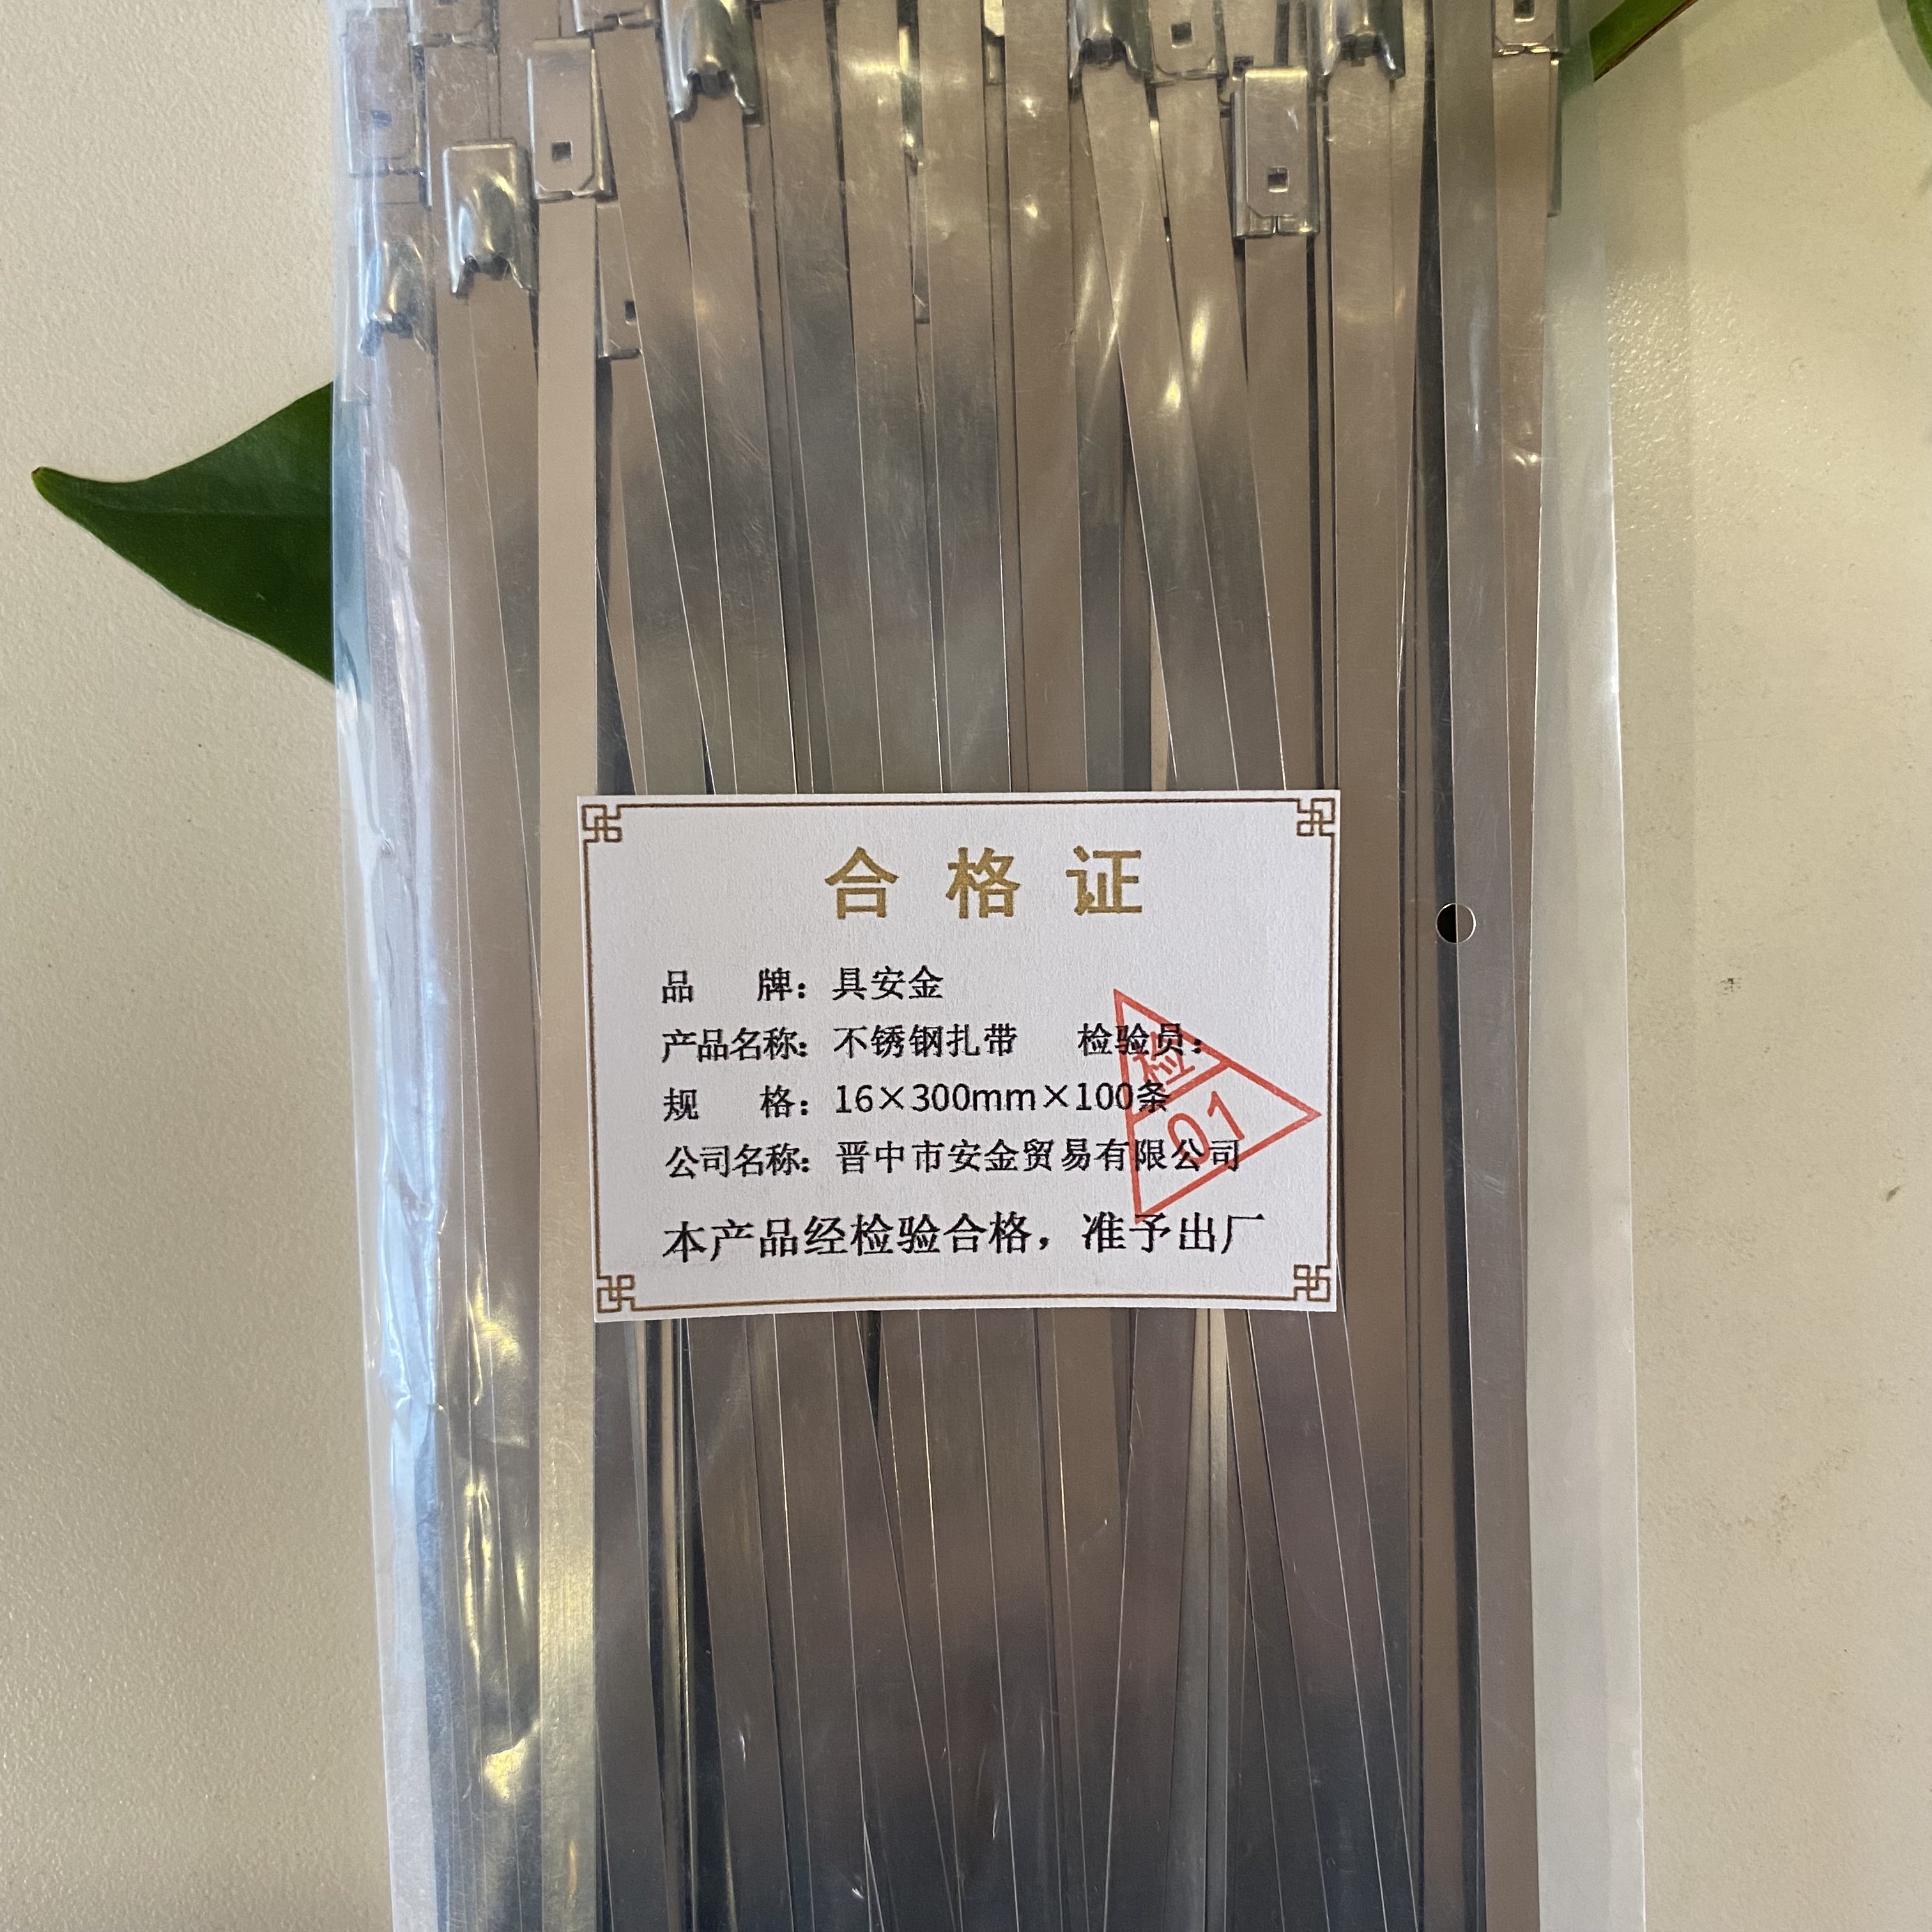 合格证
品牌：具安金
产品名称：不锈钢扎带 检验员：
规格：16×300mm×100条
公司名称：晋中市安金贸易有限公司
本产品经检验合格，准予出厂
检
01